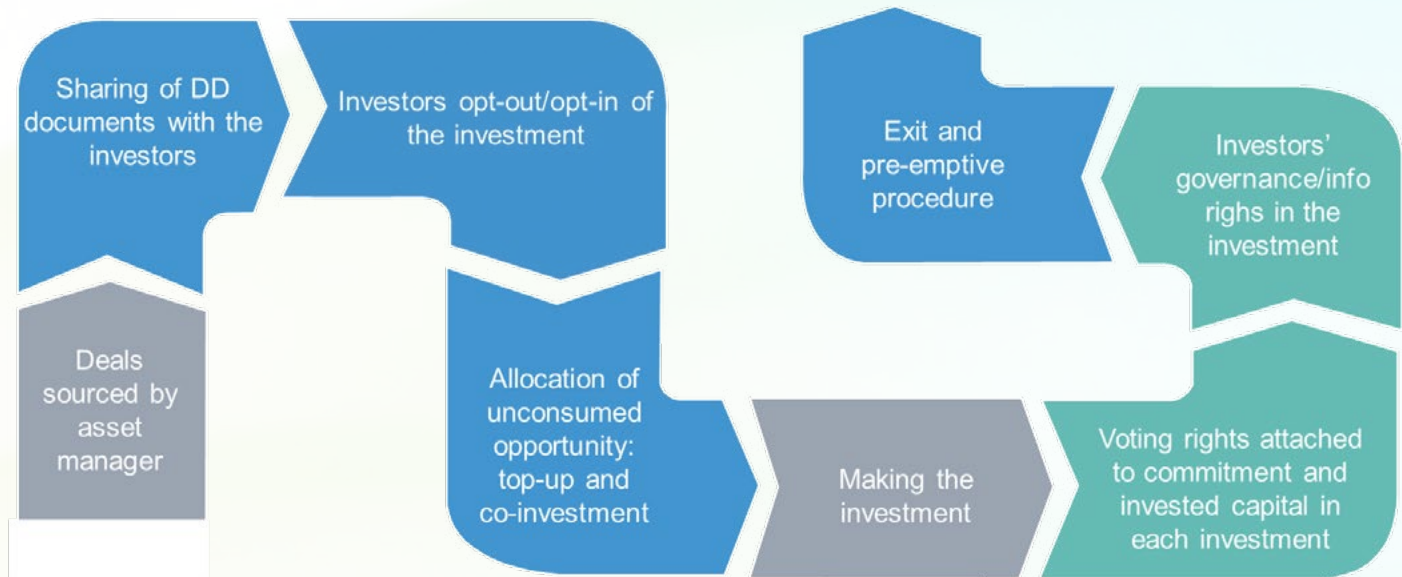 Deals
sourced by
asset
manager
Sharing of DD
documents with the
investors
Investors opt-out/opt-in of
the investment
Allocation of
unconsumed
opportunity:
top-up and
co-investment
Making the
investment
Voting rights attached
to commitment and
invested capital in
each investment
Investors’
governance/info
righs in the
investment
Exit and
pre-emptive
procedure